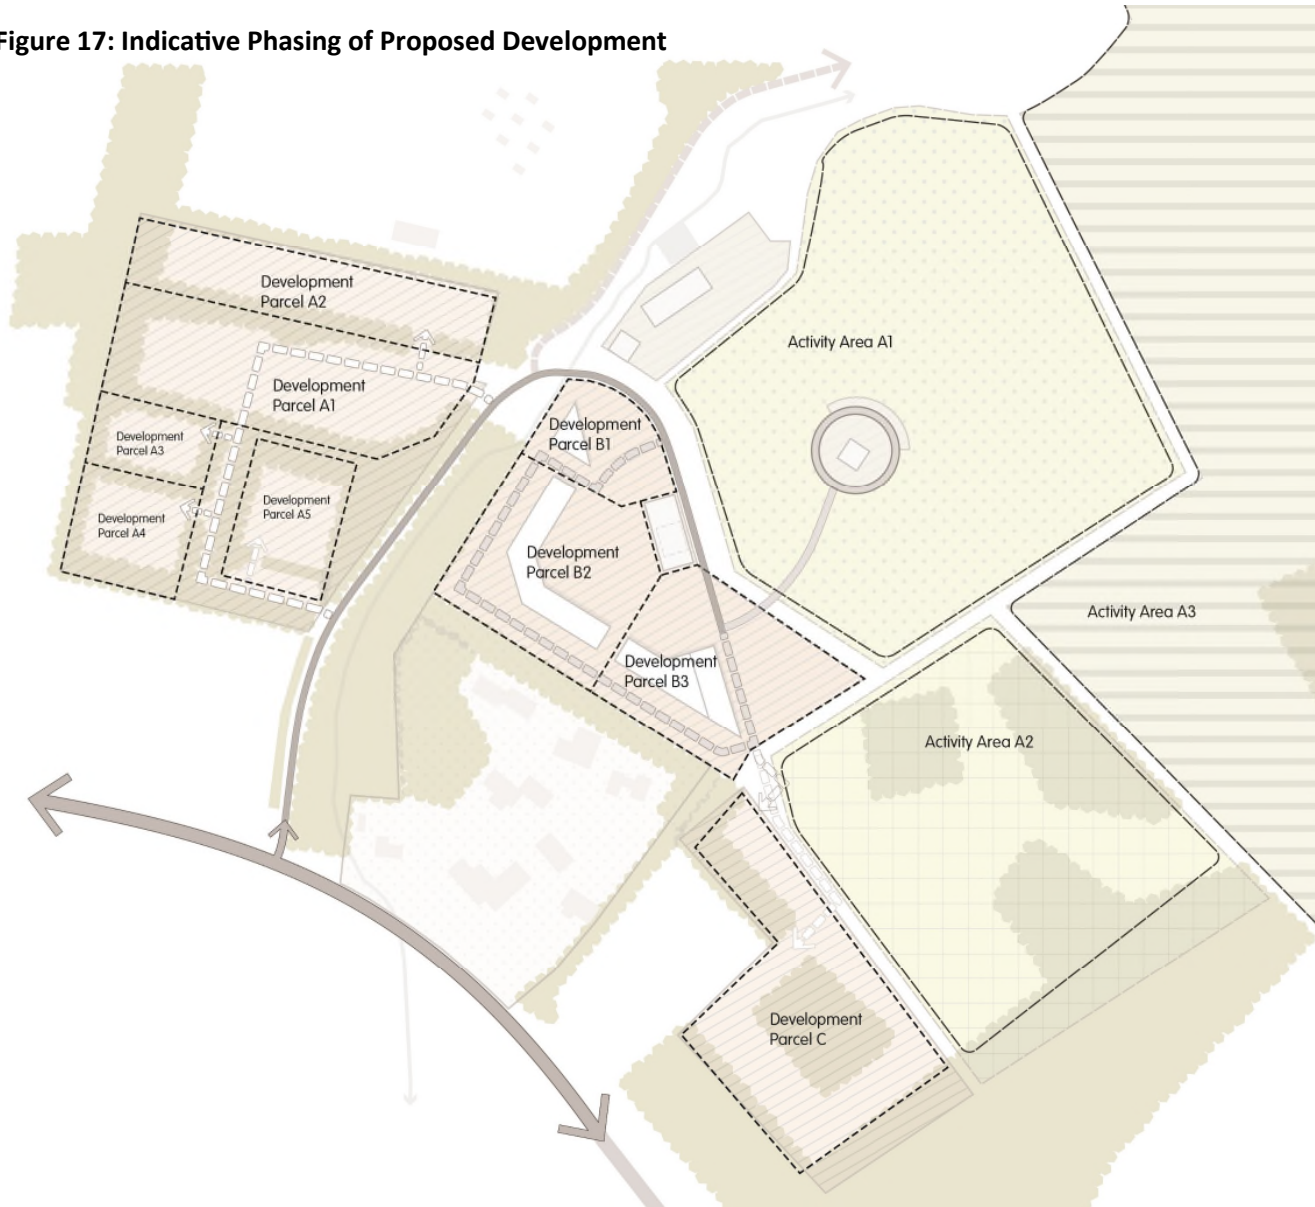 Figure 17: Indicative Phasing of Proposed Development
Development
Parcel A2
Activity Area A1
Development
Parcel A1
Development
Parcel B1
Development
Parcel A3
Development
Parcel A5
Development
Parcel A4
Development
Parcel B2
Activity Area A3
Development
Parcel B3
Activity Area A2
Development
Parcel C